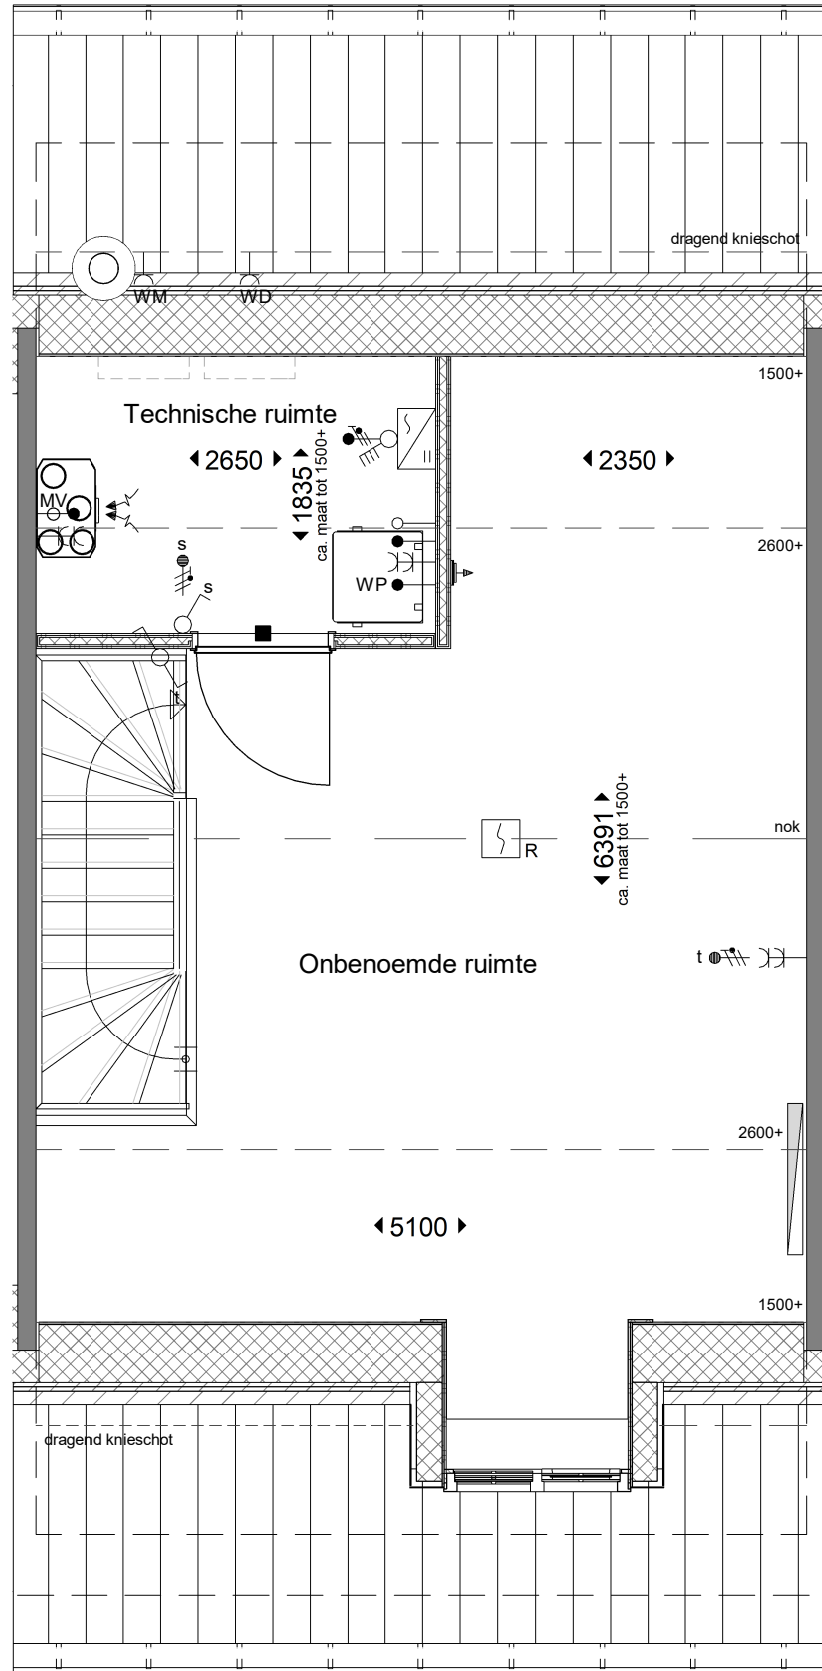 dragend knieschot
WM
WD
1500+
Technische ruimte
2650
1835
ca. maat tot 1500+
2350
MV
2600+
s
s
WP
t
6391
ca. maat tot 1500+
nok
R
t
Onbenoemde ruimte
2600+
5100
1500+
dragend knieschot